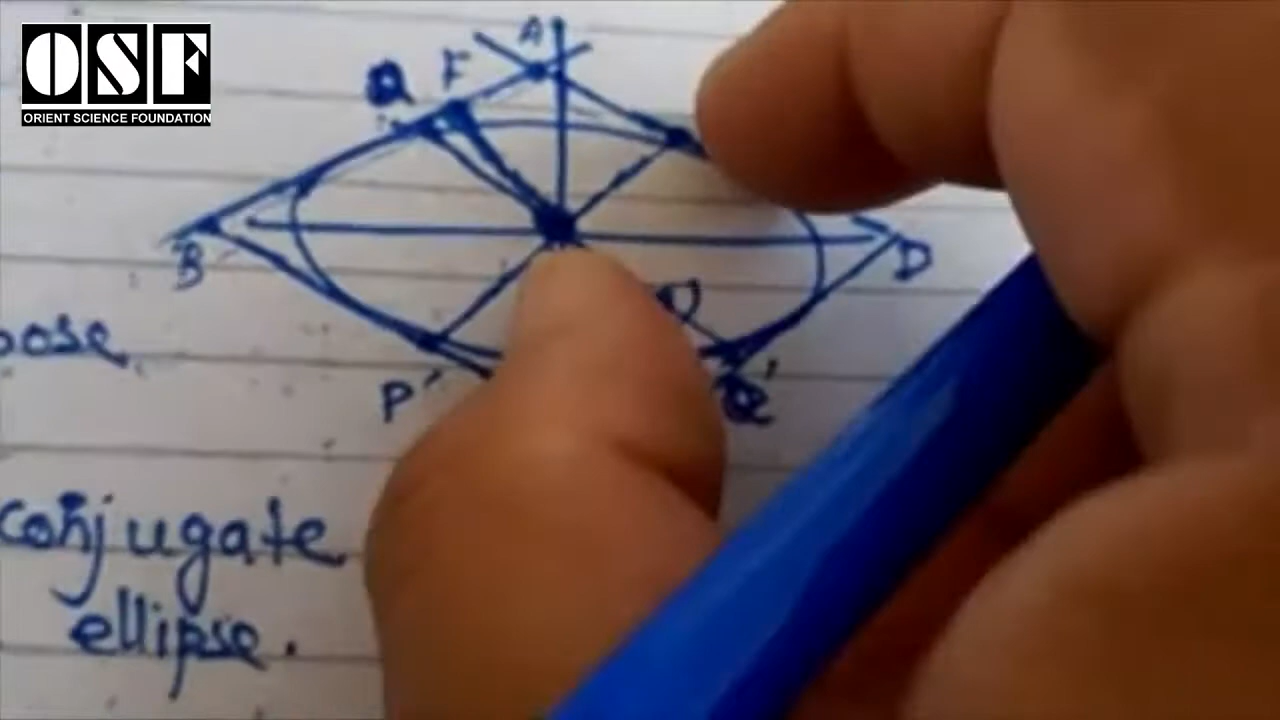 OSF
ORIENT SCIENCE FOUNDATION
A
Q F
B
D
P'
Q'
pose
conjugate
ellipse.